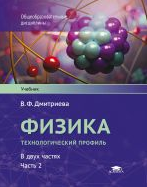 Общеобразовательные
дисциплины
Учебник
В. Ф. Дмитриева
ФИЗИКА
ТЕХНОЛОГИЧЕСКИЙ ПРОФИЛЬ
В двух частях
Часть 2